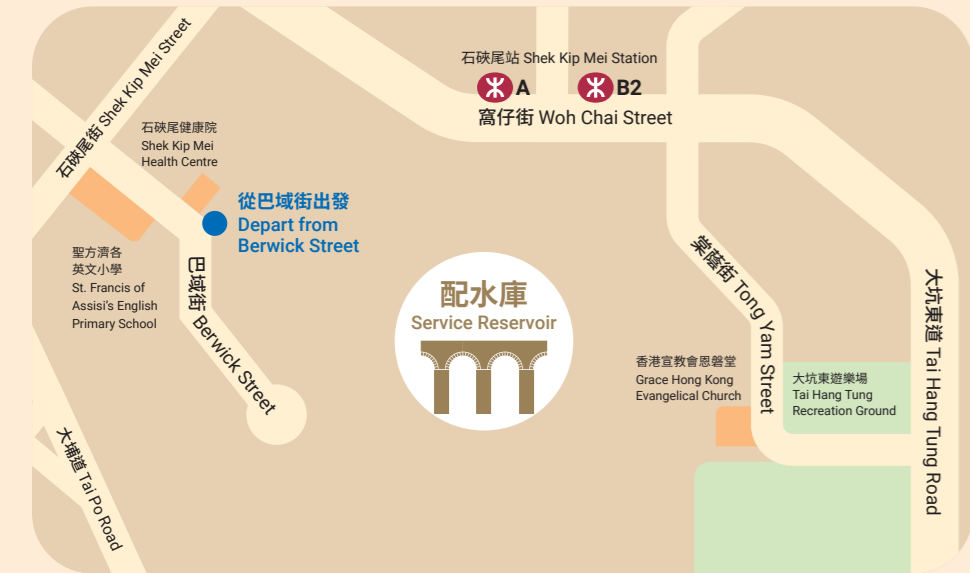 石硤尾街 Shek Kip Mei Street
石硤尾站 Shek Kip Mei Station
A
B2
窩仔街 Woh Chai Street
石硤尾健康院
Shek Kip Mei
Health Centre
從巴域街出發
Depart from
Berwick Street
聖方濟各
英文小學
St. Francis of
Assisi's English
Primary School
巴域街 Berwick Street
配水庫
Service Reservoir
棠蔭街 Tong Yam Street
大坑東道 Tai Hang Tung Road
香港宣教會恩磐堂
Grace Hong Kong
Evangelical Church
大坑東遊樂場
Tai Hang Tung
Recreation Ground
大埔道 Tai Po Road